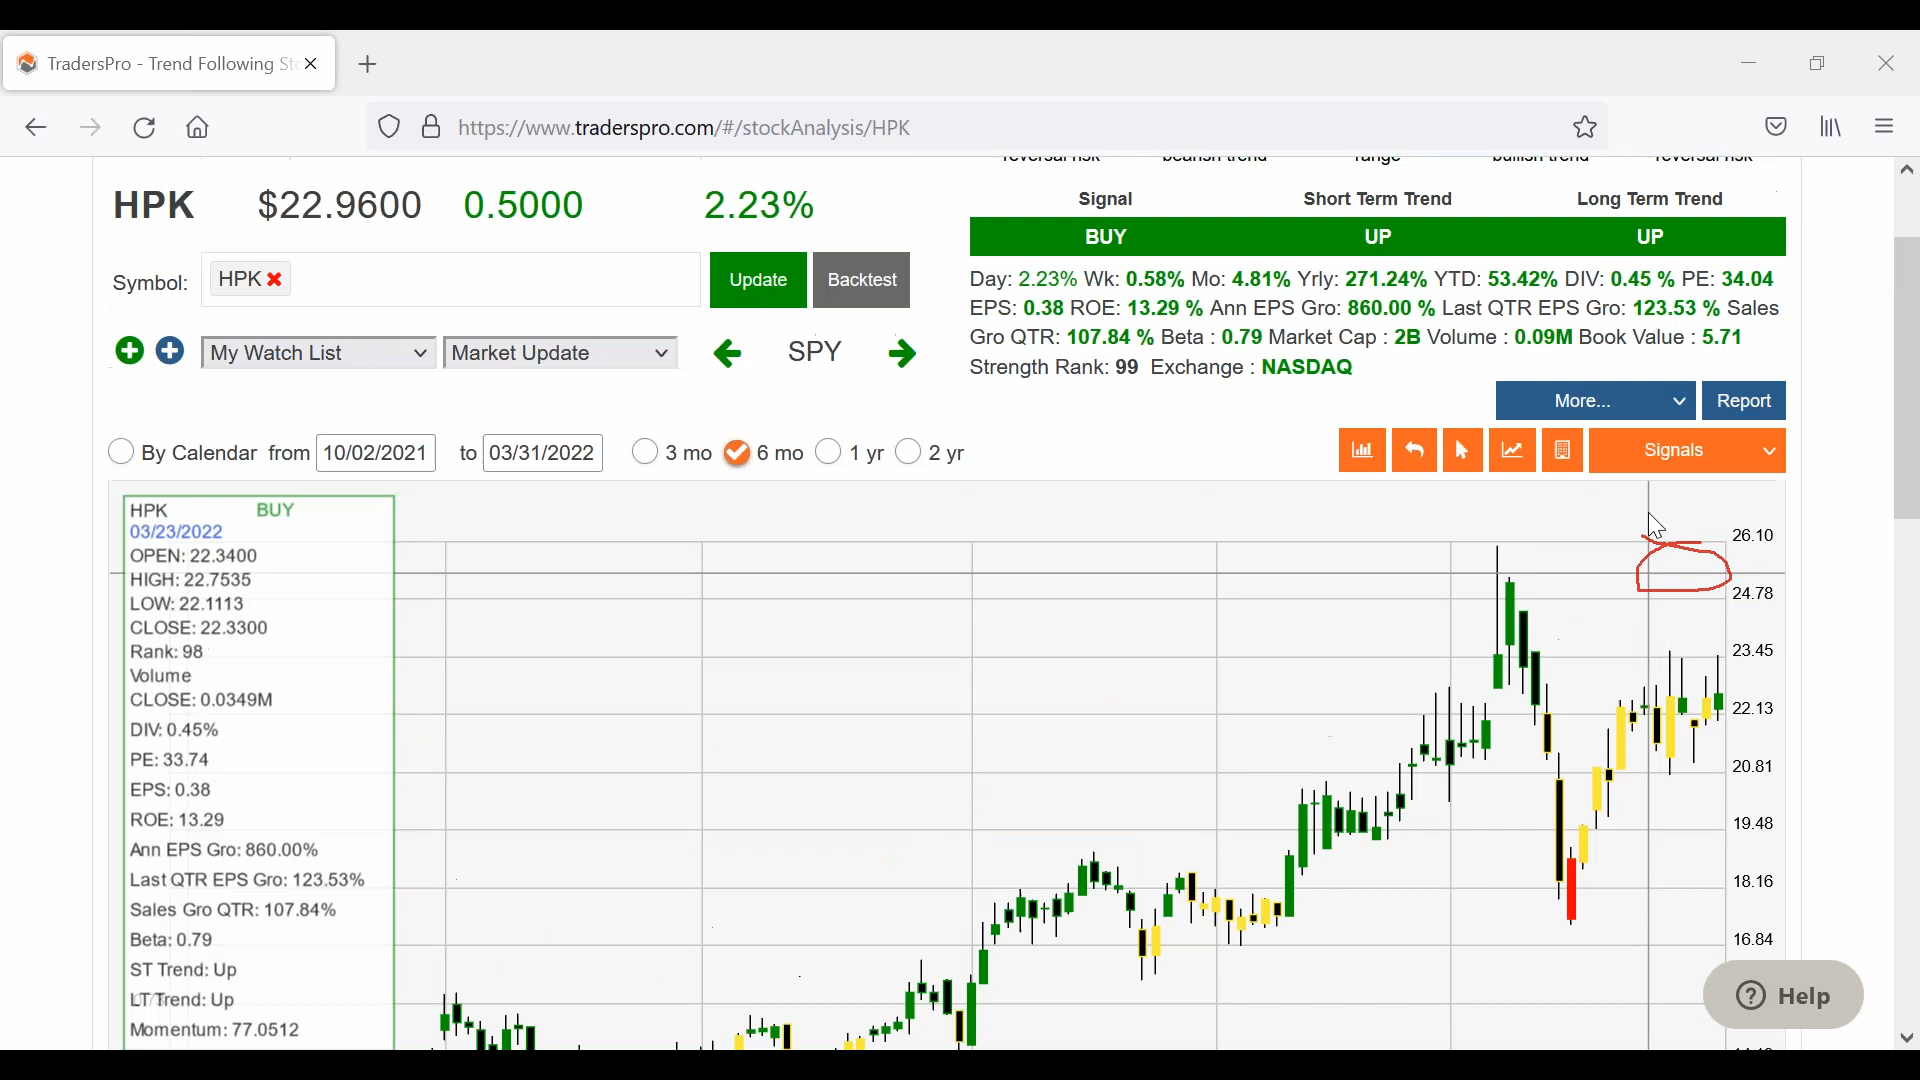 TradersPro - Trend Following
https://www.traderspro.com/#/stockAnalysis/HPK
reversal risk bearish trend range bullish trend reversal risk
HPK $22.9600 0.5000 2.23%
Signal Short Term Trend Long Term Trend
BUY UP UP
Symbol: HPK Update Backtest
Day: 2.23% Wk: 0.58% Mo: 4.81% Yrly: 271.24% YTD: 53.42% DIV: 0.45 % PE: 34.04
EPS: 0.38 ROE: 13.29 % Ann EPS Gro: 860.00 % Last QTR EPS Gro: 123.53 % Sales
Gro QTR: 107.84 % Beta : 0.79 Market Cap : 2B Volume : 0.09M Book Value : 5.71
Strength Rank: 99 Exchange : NASDAQ
My Watch List Market Update SPY
More... Report
By Calendar from 10/02/2021 to 03/31/2022 3 mo 6 mo 1 yr 2 yr
Signals
HPK BUY
03/23/2022
OPEN: 22.3400
HIGH: 22.7535
LOW: 22.1113
CLOSE: 22.3300
Rank: 98
Volume
CLOSE: 0.0349M
DIV: 0.45%
PE: 33.74
EPS: 0.38
ROE: 13.29
Ann EPS Gro: 860.00%
Last QTR EPS Gro: 123.53%
Sales Gro QTR: 107.84%
Beta: 0.79
ST Trend: Up
LT Trend: Up
Momentum: 77.0512
26.10
24.78
23.45
22.13
20.81
19.48
18.16
16.84
Help